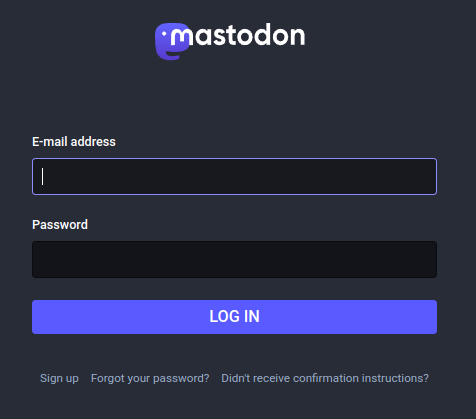 mastodon
E-mail address
Password
LOG IN
Sign up Forgot your password? Didn't receive confirmation instructions?